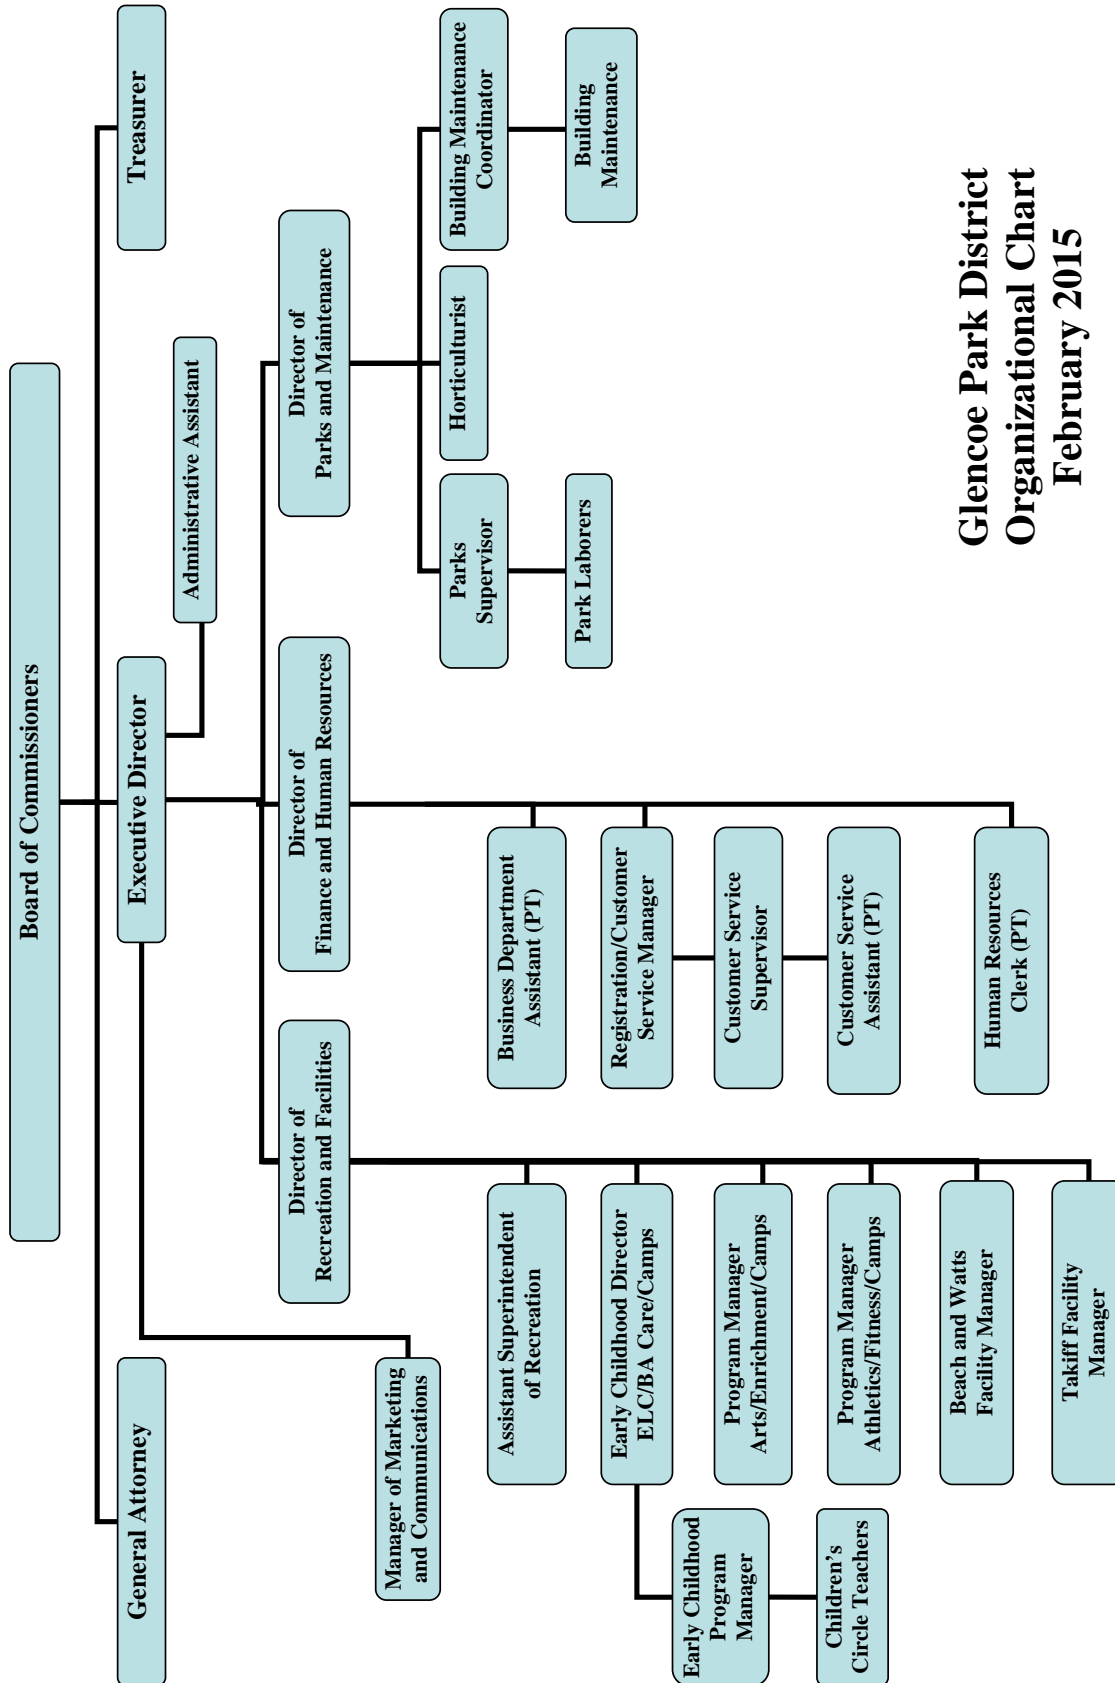 Board of Commissioners
General Attorney
Executive Director
Treasurer
Administrative Assistant
Manager of Marketing
and Communications
Director of
Recreation and Facilities
Director of
Finance and Human Resources
Director of
Parks and Maintenance
Assistant Superintendent
of Recreation
Early Childhood Director
ELC/BA Care/Camps
Early Childhood
Program
Manager
Children's
Circle Teachers
Program Manager
Arts/Enrichment/Camps
Program Manager
Athletics/Fitness/Camps
Beach and Watts
Facility Manager
Takiff Facility
Manager
Business Department
Assistant (PT)
Registration/Customer
Service Manager
Customer Service
Supervisor
Customer Service
Assistant (PT)
Human Resources
Clerk (PT)
Parks
Supervisor
Park Laborers
Horticulturist
Building Maintenance
Coordinator
Building
Maintenance
Glencoe Park District
Organizational Chart
February 2015